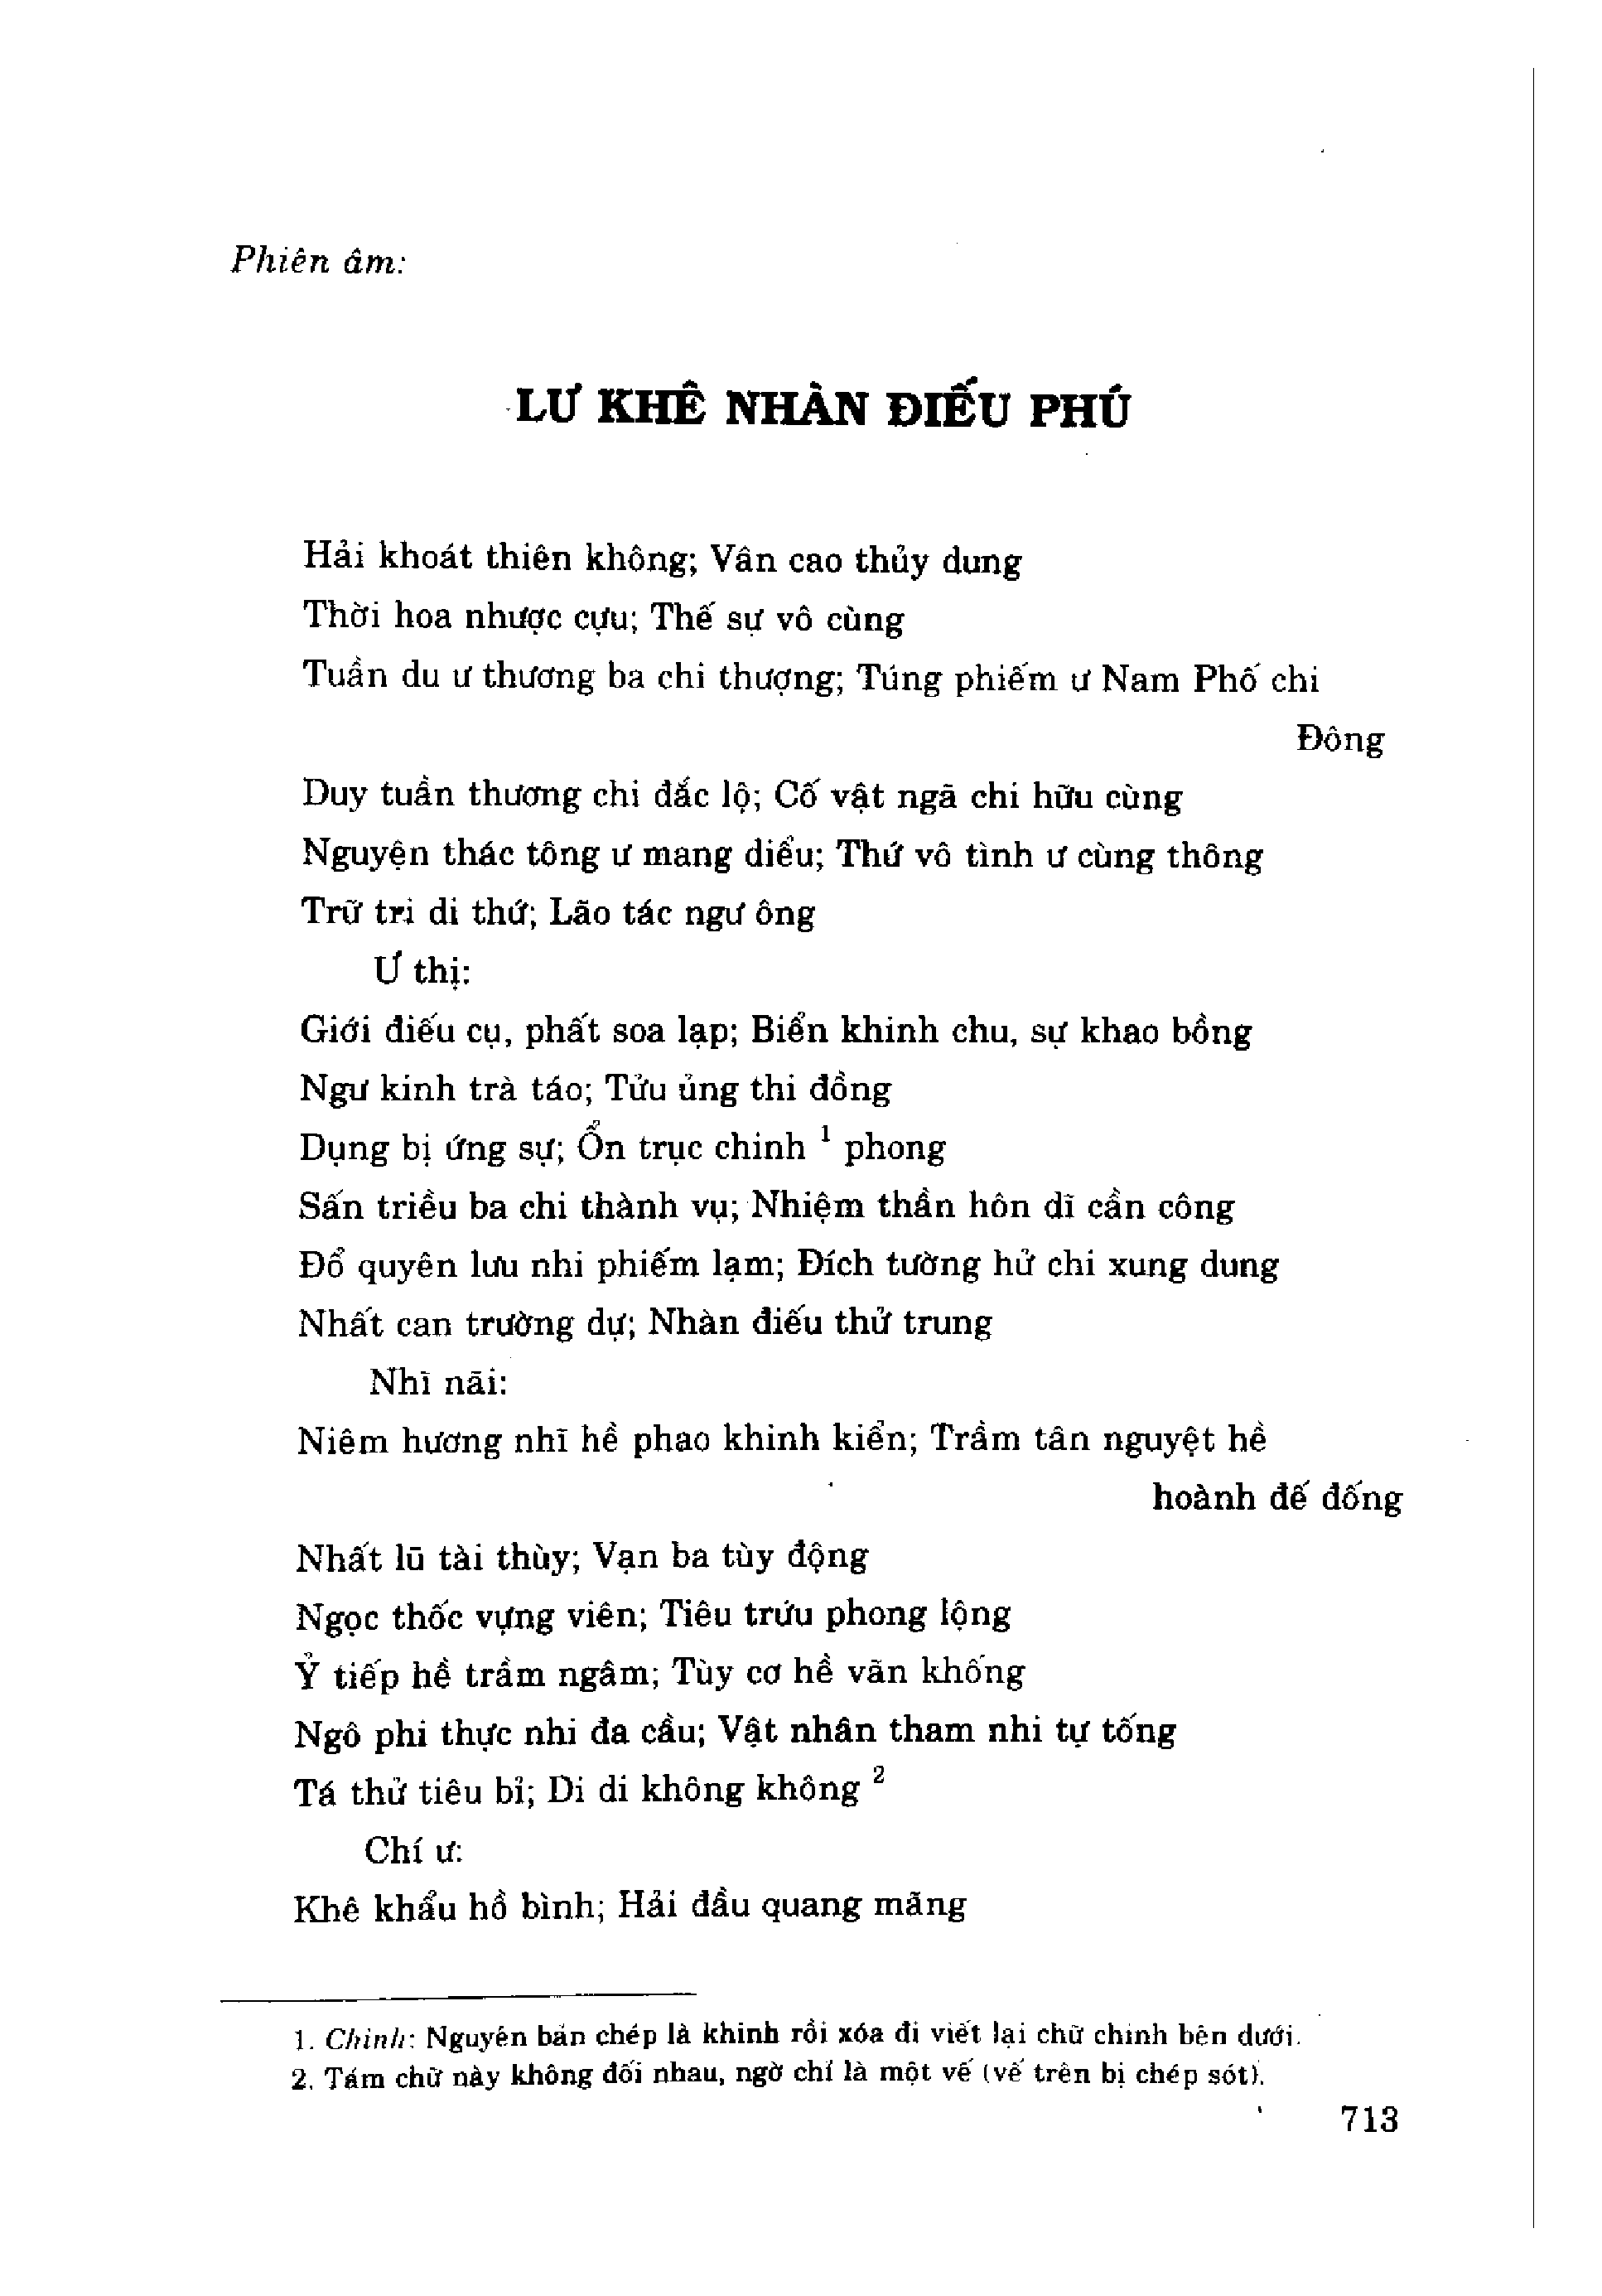 Phiên âm:
LƯ KHÊ NHÀN ĐIẾU PHÚ
Hải khoát thiên không; Vân cao thủy dung
Thời hoa nhược cựu; Thế sự vô cùng
Tuần du ư thương ba chi thượng; Túng phiếm ư Nam Phố chi
Đông
Duy tuần thương chi đắc lộ; Cố vật ngã chi hữu cùng
Nguyện thác tông ư mang diểu; Thứ vô tình ư cùng thông
Trữ tri di thứ; Lão tác ngư ông
Ư thị:
Giới điếu cụ, phất soa lạp; Biển khinh chu, sự khao bồng
Ngư kinh trà táo; Tửu ủng thi đồng
Dụng bị ứng sự; Ổn trục chinh 1 phong
Sấn triều ba chi thành vụ; Nhiệm thần hôn dĩ cần công
Đổ quyên lưu nhi phiếm lạm; Đích tường hử chi xung dung
Nhất can trường dự; Nhàn điếu thử trung
Nhĩ nãi:
Niêm hương nhĩ hề phao khinh kiển; Trầm tân nguyệt hề
hoành đế đống
Nhất lũ tài thùy; Vạn ba tùy động
Ngọc thốc vựng viên; Tiêu trứu phong lộng
Ỷ tiếp hề trầm ngâm; Tùy cơ hề vãn khống
Ngô phi thực nhi đa cầu; Vật nhân tham nhi tự tống
Tá thử tiêu bỉ; Di di không không 2
Chí ư:
Khê khẩu hồ bình; Hải đầu quang mãng
1. Chinh: Nguyên bản chép là khinh rồi xóa đi viết lại chữ chinh bên dưới.
2. Tám chữ này không đối nhau, ngờ chỉ là một vế (vế trên bị chép sót).
713